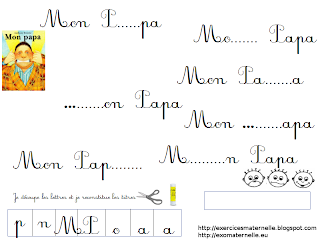 Mon P......pa
Mo....... Papa
Mon papa
Mon Pa.......a
...........on Papa
Mon ..........apa
Mon Pap........
M..........n Papa
Je découpe les lettres et je reconstitue les titres
p n M P o a a
http://exercicesmaternelle.blogspot.com
http://exomaternelle.eu